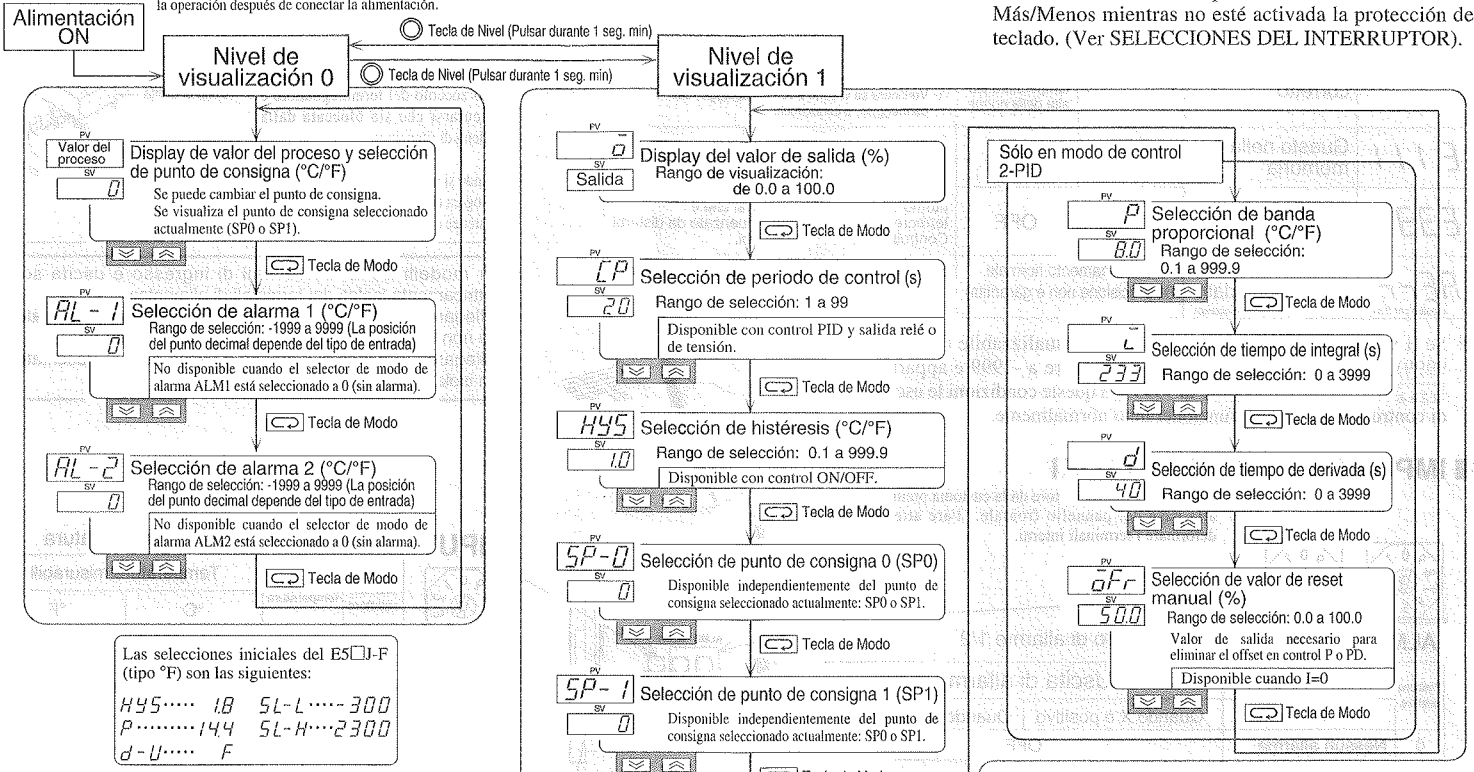 la operación después de conectar la alimentación.
Alimentación
ON
Tecla de Nivel (Pulsar durante 1 seg. min)
Nivel de
visualización 0
Tecla de Nivel (Pulsar durante 1 seg. min)
Nivel de
visualización 1
Más/Menos mientras no esté activada la protección de
teclado. (Ver SELECCIONES DEL INTERRUPTOR).
PV
Valor del
proceso
SV
0
Display de valor del proceso y selección
de punto de consigna (°C/°F)
Se puede cambiar el punto de consigna.
Se visualiza el punto de consigna seleccionado
actualmente (SP0 o SP1).
Tecla de Modo
PV
AL-1
SV
0
Selección de alarma 1 (°C/°F)
Rango de selección: -1999 a 9999 (La posición
del punto decimal depende del tipo de entrada)
No disponible cuando el selector de modo de
alarma ALM1 está seleccionado a 0 (sin alarma).
Tecla de Modo
PV
AL-2
SV
0
Selección de alarma 2 (°C/°F)
Rango de selección: -1999 a 9999 (La posición
del punto decimal depende del tipo de entrada)
No disponible cuando el selector de modo de
alarma ALM2 está seleccionado a 0 (sin alarma).
Tecla de Modo
Las selecciones iniciales del E5□J-F
(tipo °F) son las siguientes:
HYS····· 1.8 SL-L·····-300
P·········14.4 SL-H····2300
d-U····· F
PV
o
SV
Salida
Display del valor de salida (%)
Rango de visualización:
de 0.0 a 100.0
Tecla de Modo
PV
CP
SV
20
Selección de periodo de control (s)
Rango de selección: 1 a 99
Disponible con control PID y salida relé o
de tensión.
Tecla de Modo
PV
HYS
SV
1.0
Selección de histéresis (°C/°F)
Rango de selección: 0.1 a 999.9
Disponible con control ON/OFF.
Tecla de Modo
PV
SP-0
SV
0
Selección de punto de consigna 0 (SP0)
Disponible independientemente del punto de
consigna seleccionado actualmente: SP0 o SP1.
Tecla de Modo
PV
SP-1
SV
0
Selección de punto de consigna 1 (SP1)
Disponible independientemente del punto de
consigna seleccionado actualmente: SP0 o SP1.
Sólo en modo de control
2-PID
PV
P
SV
8.0
Selección de banda
proporcional (°C/°F)
Rango de selección:
0.1 a 999.9
Tecla de Modo
PV
i
SV
233
Selección de tiempo de integral (s)
Rango de selección: 0 a 3999
Tecla de Modo
PV
d
SV
40
Selección de tiempo de derivada (s)
Rango de selección: 0 a 3999
Tecla de Modo
PV
oFr
SV
50.0
Selección de valor de reset
manual (%)
Rango de selección: 0.0 a 100.0
Valor de salida necesario para
eliminar el offset en control P o PD.
Disponible cuando I=0
Tecla de Modo